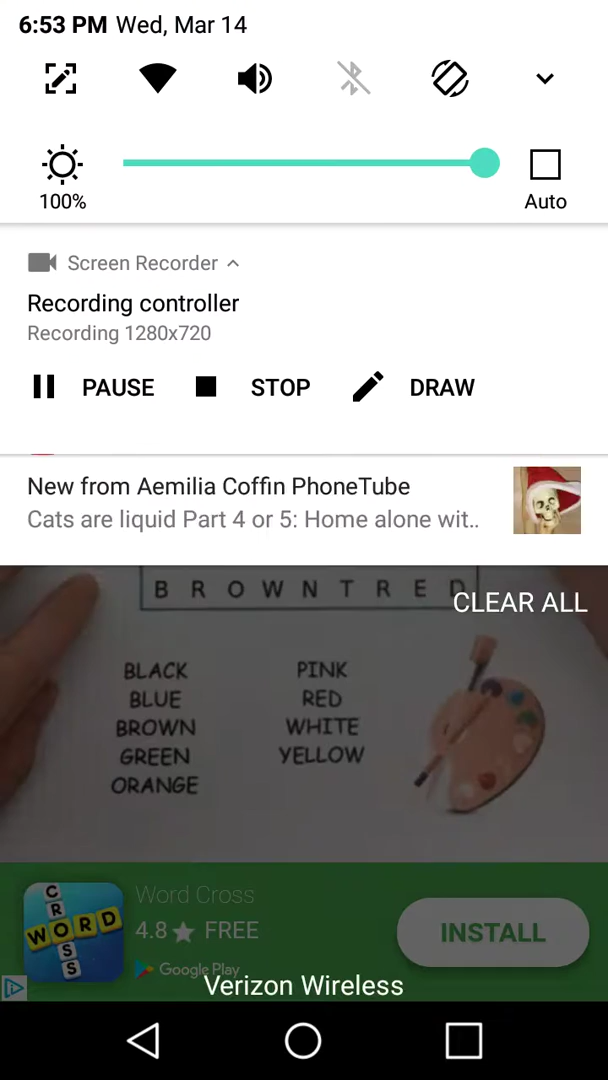 6:53 PM Wed, Mar 14
100%
Auto
Screen Recorder
Recording controller
Recording 1280x720
PAUSE STOP DRAW
New from Aemilia Coffin PhoneTube
Cats are liquid Part 4 or 5: Home alone wit..
B R O W N T R E D
CLEAR ALL
BLACK PINK
BLUE RED
BROWN WHITE
GREEN YELLOW
ORANGE
CROSS
WORD
Word Cross
4.8 FREE
Google Play
INSTALL
Verizon Wireless